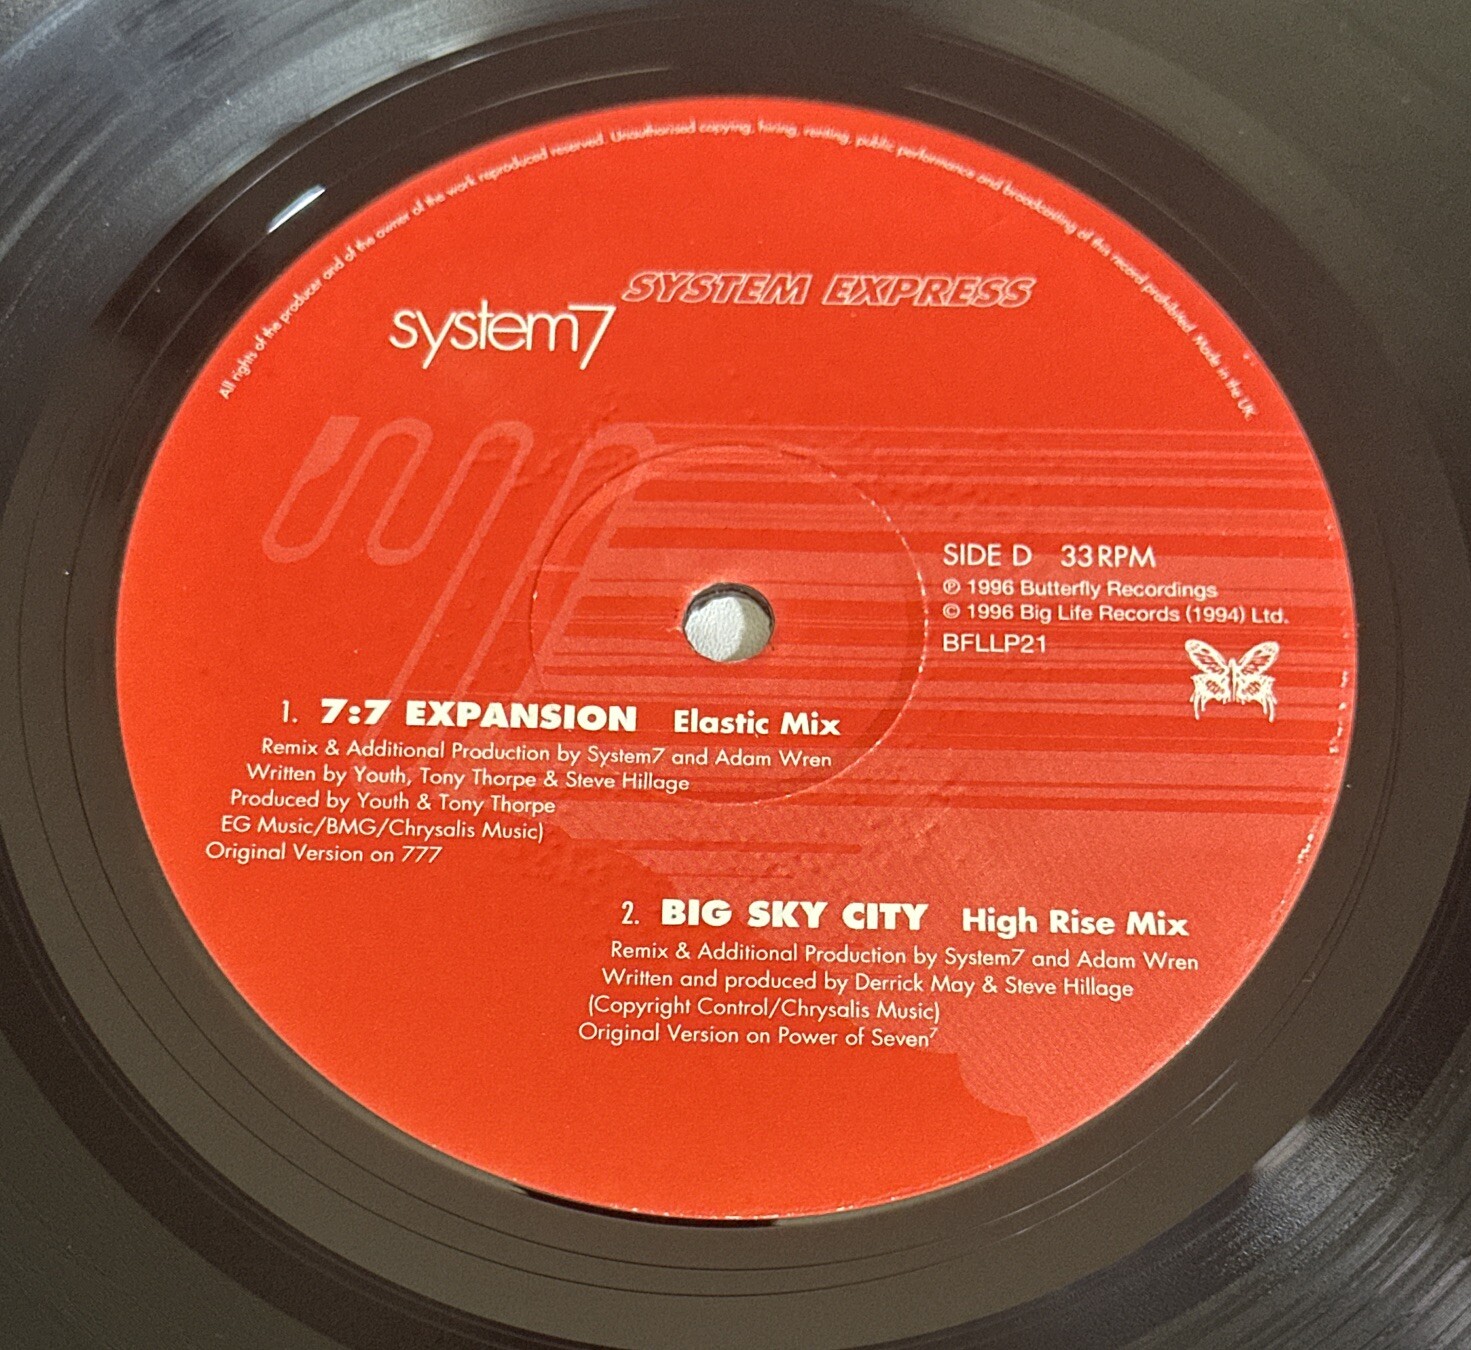 All rights of the producer and of the owner of the work reproduced reserved. Unauthorised copying, hiring, renting, public performance and broadcasting of this record prohibited. Made in the UK.
SYSTEM EXPRESS
system7
SIDE D 33RPM
℗ 1996 Butterfly Recordings
© 1996 Big Life Records (1994) Ltd.
BFLLP21
1. 7:7 EXPANSION Elastic Mix
Remix & Additional Production by System7 and Adam Wren
Written by Youth, Tony Thorpe & Steve Hillage
Produced by Youth & Tony Thorpe
EG Music/BMG/Chrysalis Music)
Original Version on 777
2. BIG SKY CITY High Rise Mix
Remix & Additional Production by System7 and Adam Wren
Written and produced by Derrick May & Steve Hillage
(Copyright Control/Chrysalis Music)
Original Version on Power of Seven⁷